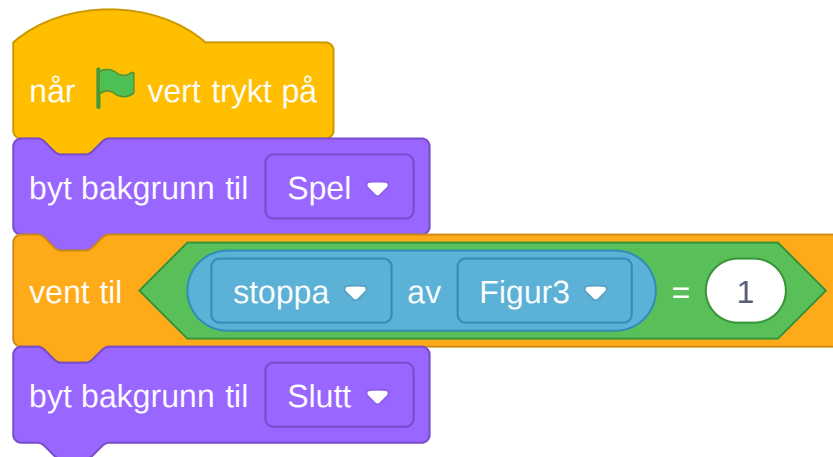 når vert trykt på
byt bakgrunn til Spel
vent til stoppa av Figur3 = 1
byt bakgrunn til Slutt